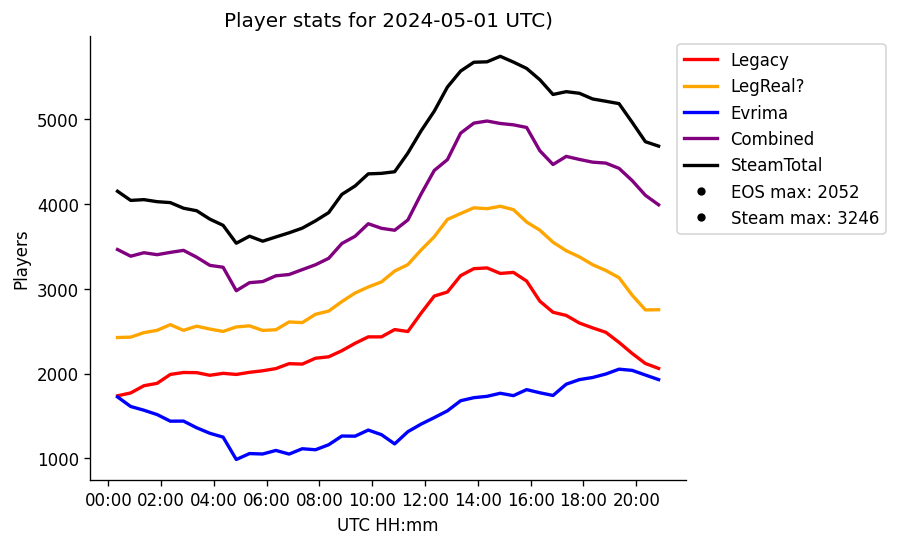 Player stats for 2024-05-01 UTC)
Legacy
LegReal?
Evrima
Combined
SteamTotal
EOS max: 2052
Steam max: 3246
Players
5000
4000
3000
2000
1000
00:00 02:00 04:00 06:00 08:00 10:00 12:00 14:00 16:00 18:00 20:00
UTC HH:mm